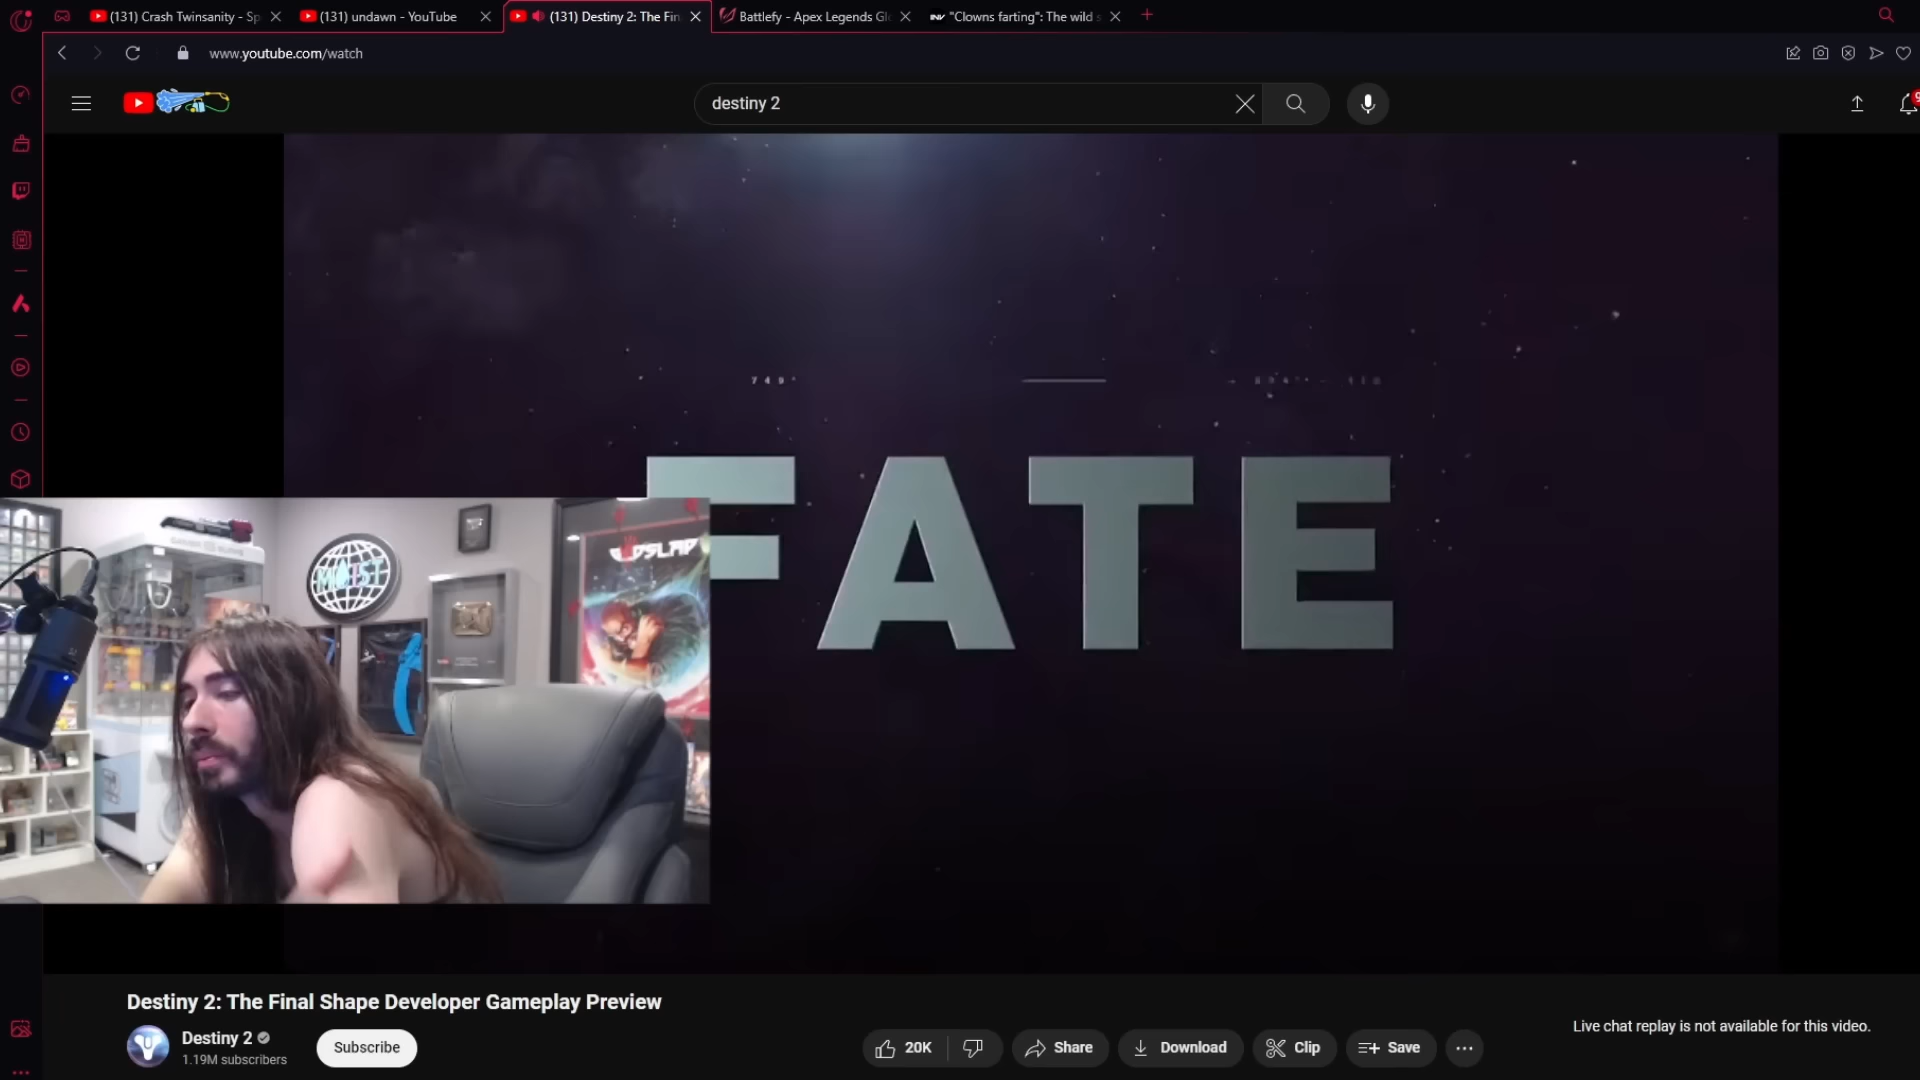 (131) Crash Twinsanity - Sp
(131) undawn - YouTube
(131) Destiny 2: The Fin
Battlefy - Apex Legends Gl
"Clowns farting": The wild s
www.youtube.com/watch
destiny 2
9
FATE
MOIST
Destiny 2: The Final Shape Developer Gameplay Preview
Destiny 2
1.19M subscribers
Subscribe
20K
Share
Download
Clip
Save
Live chat replay is not available for this video.